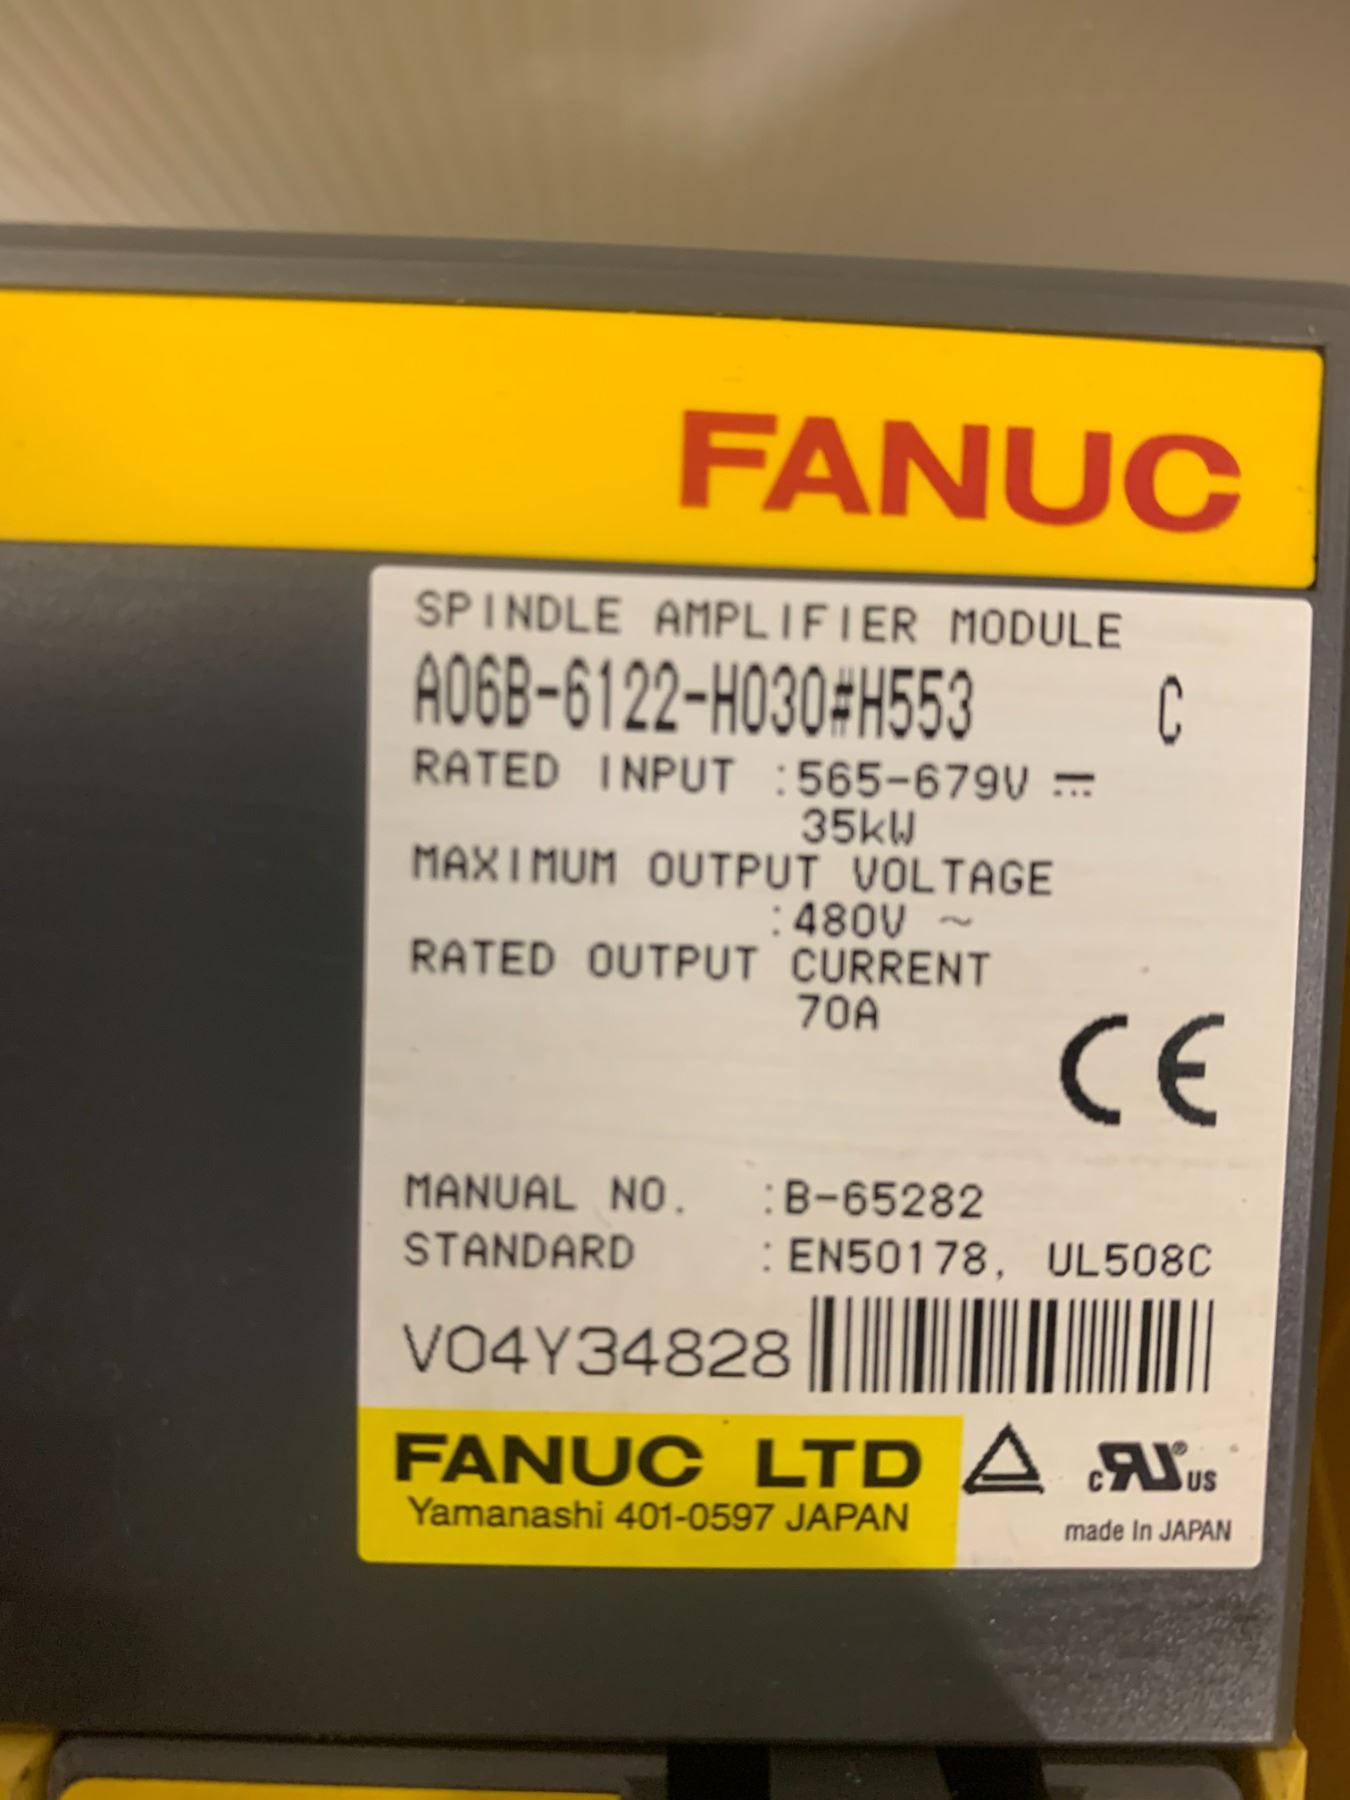 FANUC
SPINDLE AMPLIFIER MODULE
A06B-6122-H030#H553 C
RATED INPUT :565-679V ⎓
35kW
MAXIMUM OUTPUT VOLTAGE
:480V ~
RATED OUTPUT CURRENT
70A
CE
MANUAL NO. :B-65282
STANDARD :EN50178, UL508C
V04Y34828
FANUC LTD
Yamanashi 401-0597 JAPAN
c RU ® US
made In JAPAN